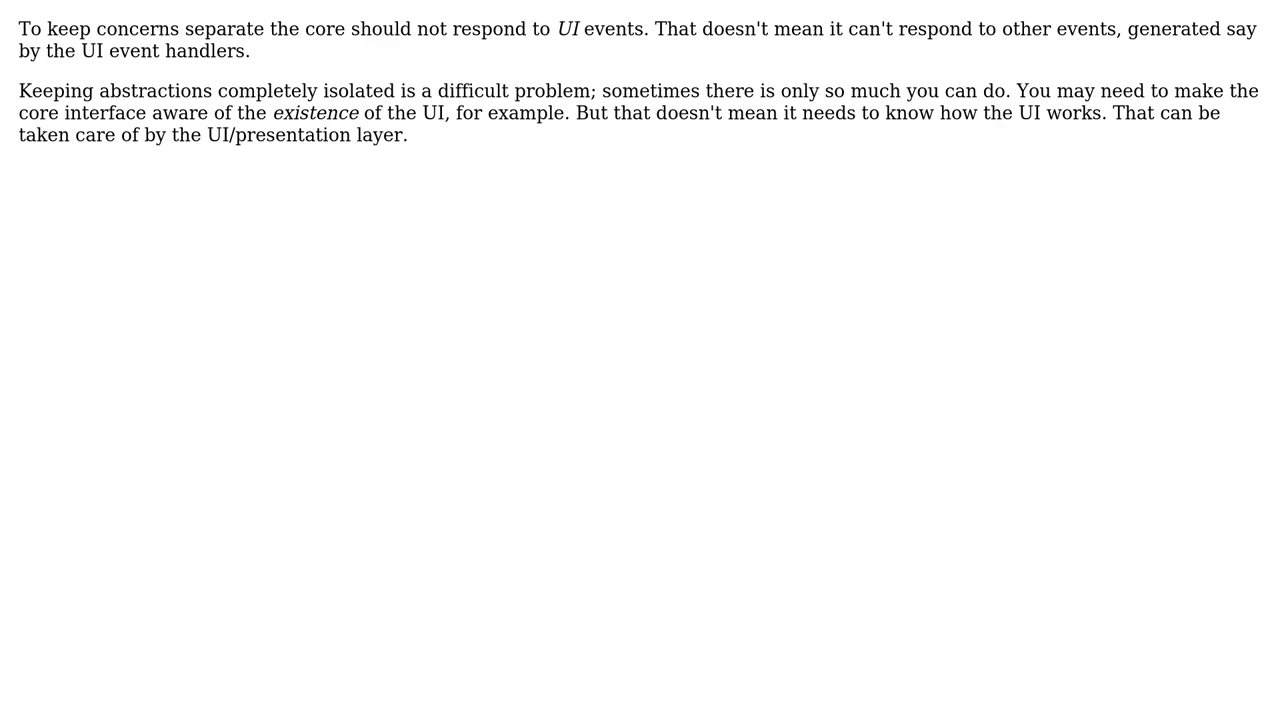 To keep concerns separate the core should not respond to UI events. That doesn't mean it can't respond to other events, generated say
by the UI event handlers.
Keeping abstractions completely isolated is a difficult problem; sometimes there is only so much you can do. You may need to make the
core interface aware of the existence of the UI, for example. But that doesn't mean it needs to know how the UI works. That can be
taken care of by the UI/presentation layer.